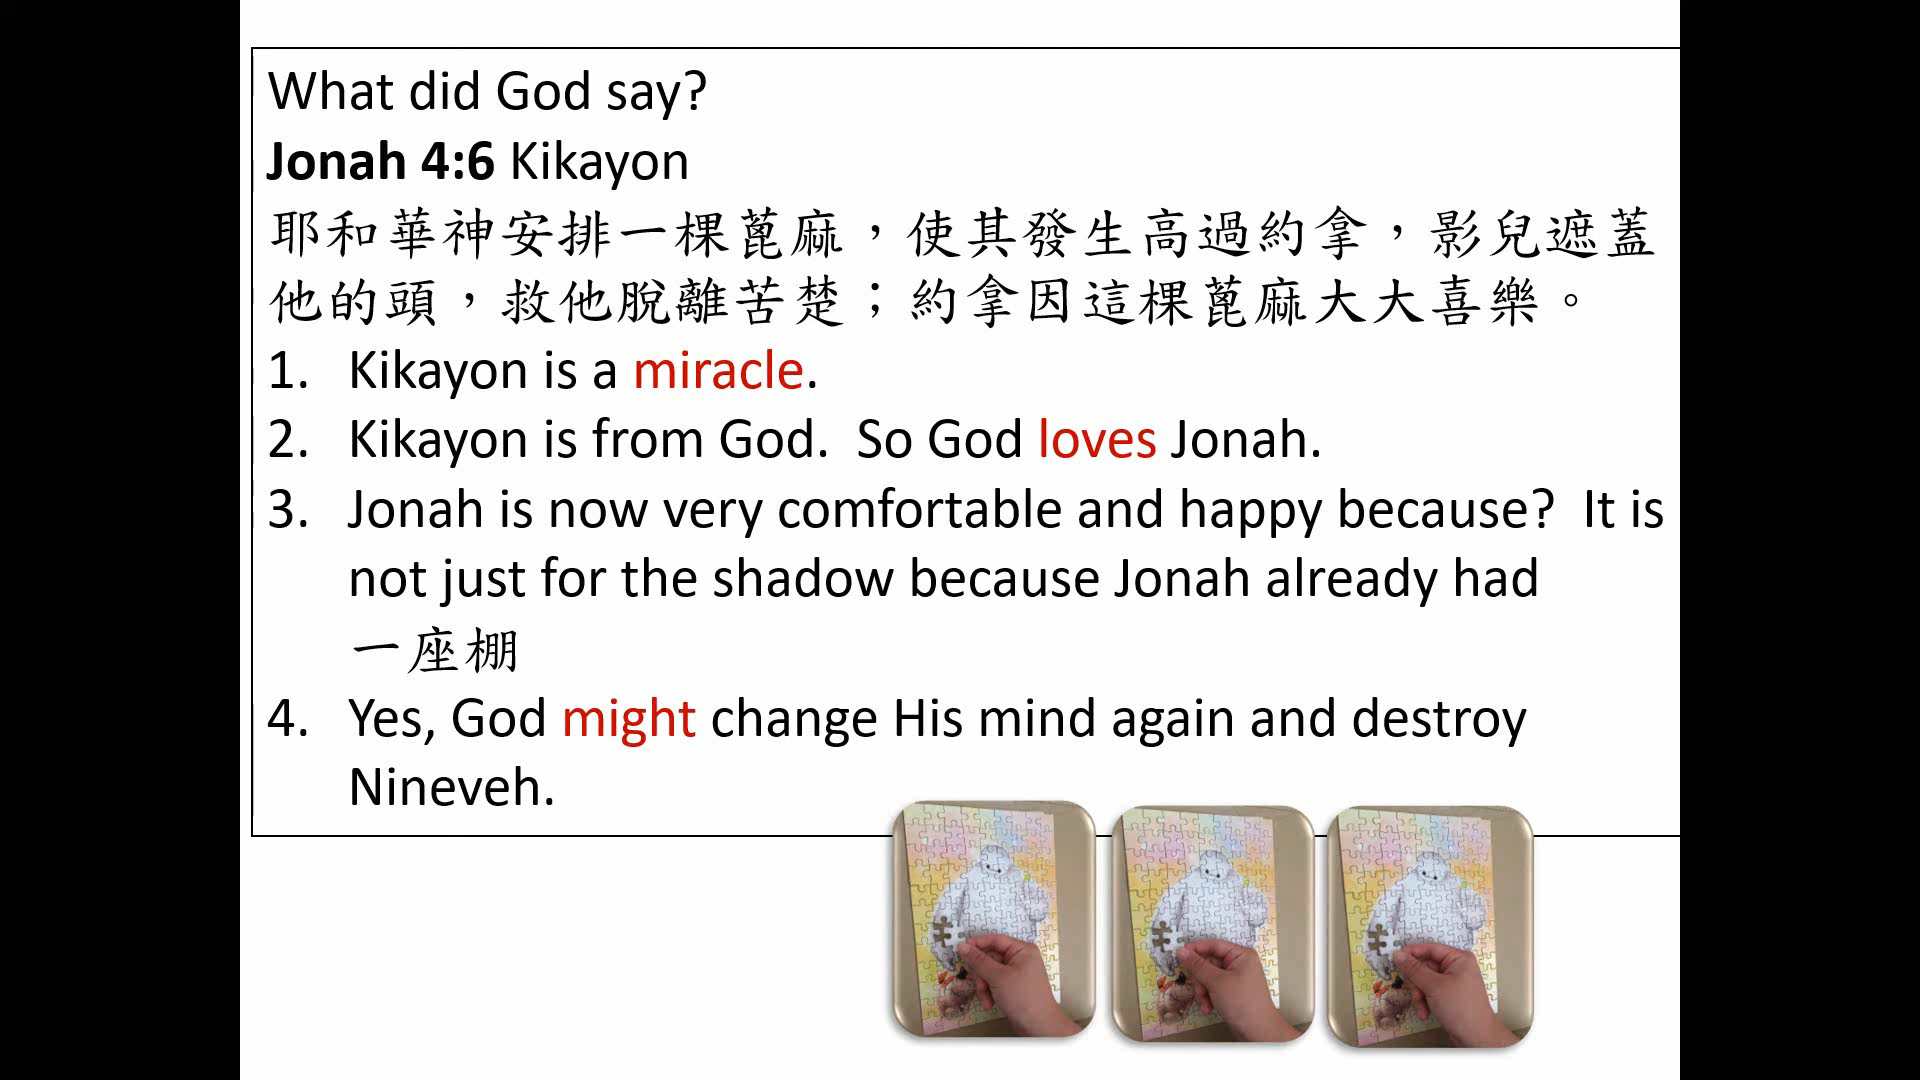 What did God say?
Jonah 4:6 Kikayon
耶和華神安排一棵蓖麻，使其發生高過約拿，影兒遮蓋
他的頭，救他脫離苦楚；約拿因這棵蓖麻大大喜樂。
1. Kikayon is a miracle.
2. Kikayon is from God.  So God loves Jonah.
3. Jonah is now very comfortable and happy because?  It is
not just for the shadow because Jonah already had
一座棚
4. Yes, God might change His mind again and destroy
Nineveh.